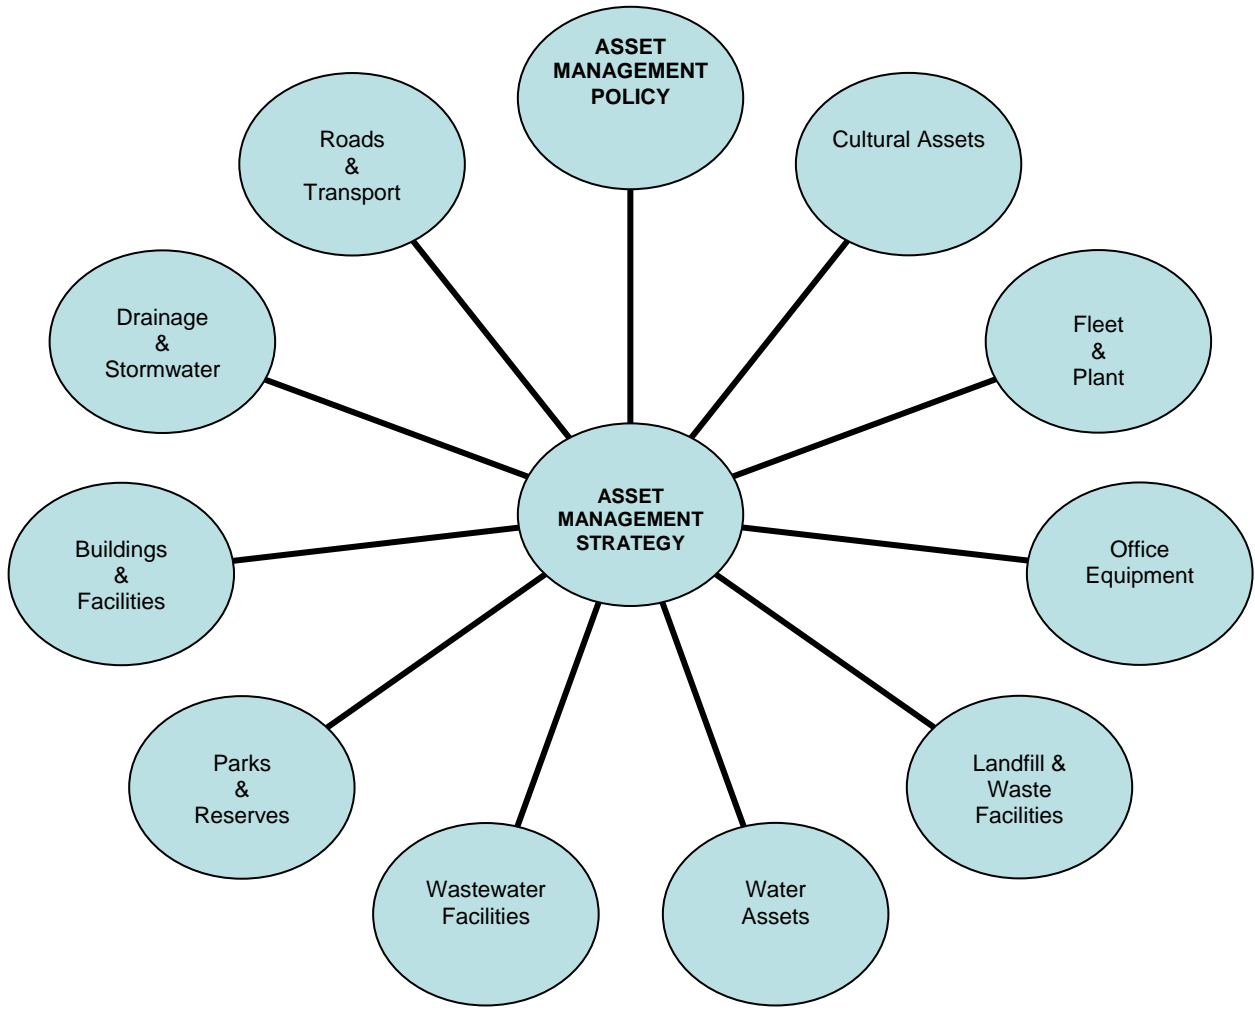 ASSET
MANAGEMENT
POLICY
Cultural Assets
Roads
&
Transport
Fleet
&
Plant
Drainage
&
Stormwater
ASSET
MANAGEMENT
STRATEGY
Office
Equipment
Buildings
&
Facilities
Landfill &
Waste
Facilities
Parks
&
Reserves
Water
Assets
Wastewater
Facilities